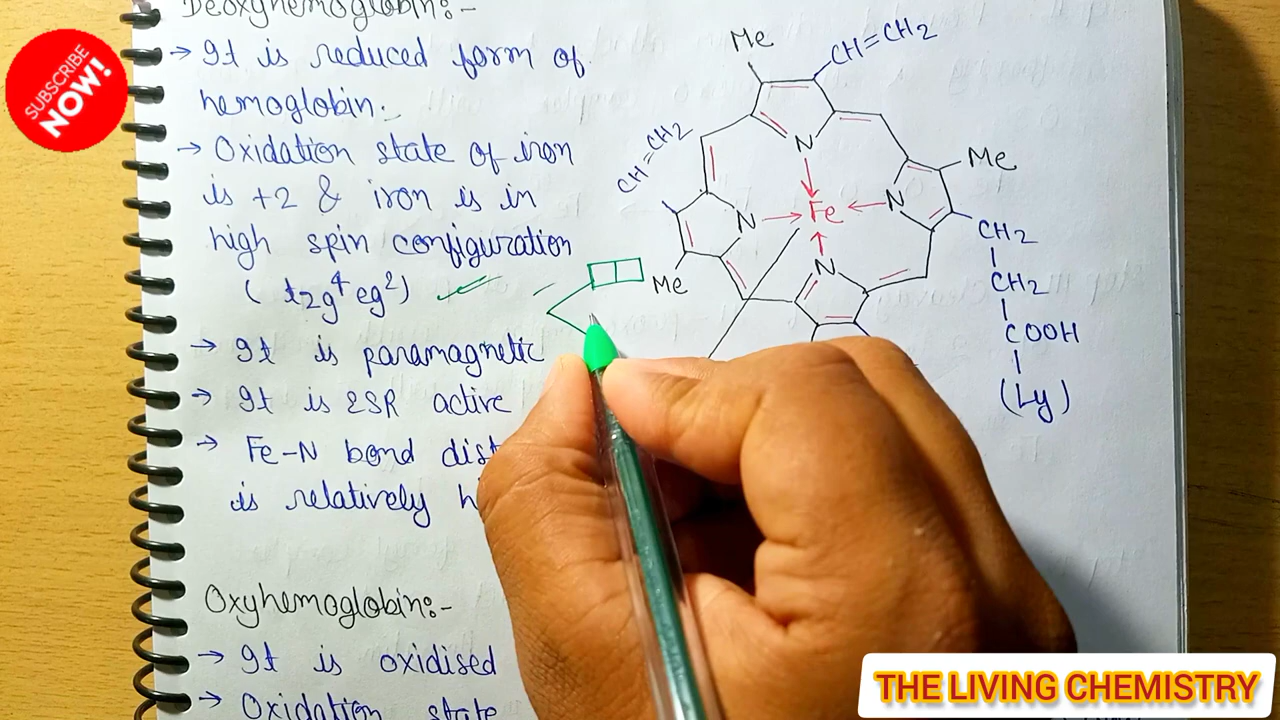 Deoxyhemoglobin:-
→ It is reduced form of
hemoglobin.
→ Oxidation state of iron
is +2 & iron is in
high spin configuration
(t2g4 eg2)
→ It is paramagnetic
→ It is ESR active
→ Fe-N bond
is relatively
Oxyhemoglobin:-
→ It is oxidised
→ Oxidation state
Me
CH=CH2
CH=CH2
N
Me
N
N
Fe
CH2
N
Me
CH2
COOH
(Ly)
SUBSCRIBE
NOW!
THE LIVING CHEMISTRY